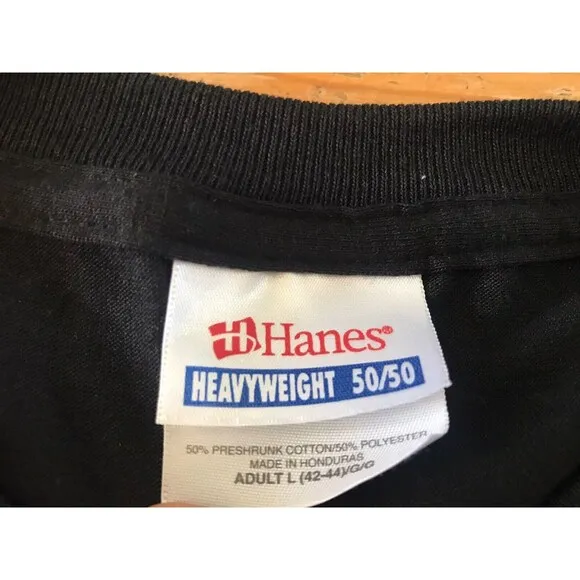 Hanes®
HEAVYWEIGHT 50/50
50% PRESHRUNK COTTON/50% POLYESTER
MADE IN HONDURAS
ADULT L (42-44)/G/G